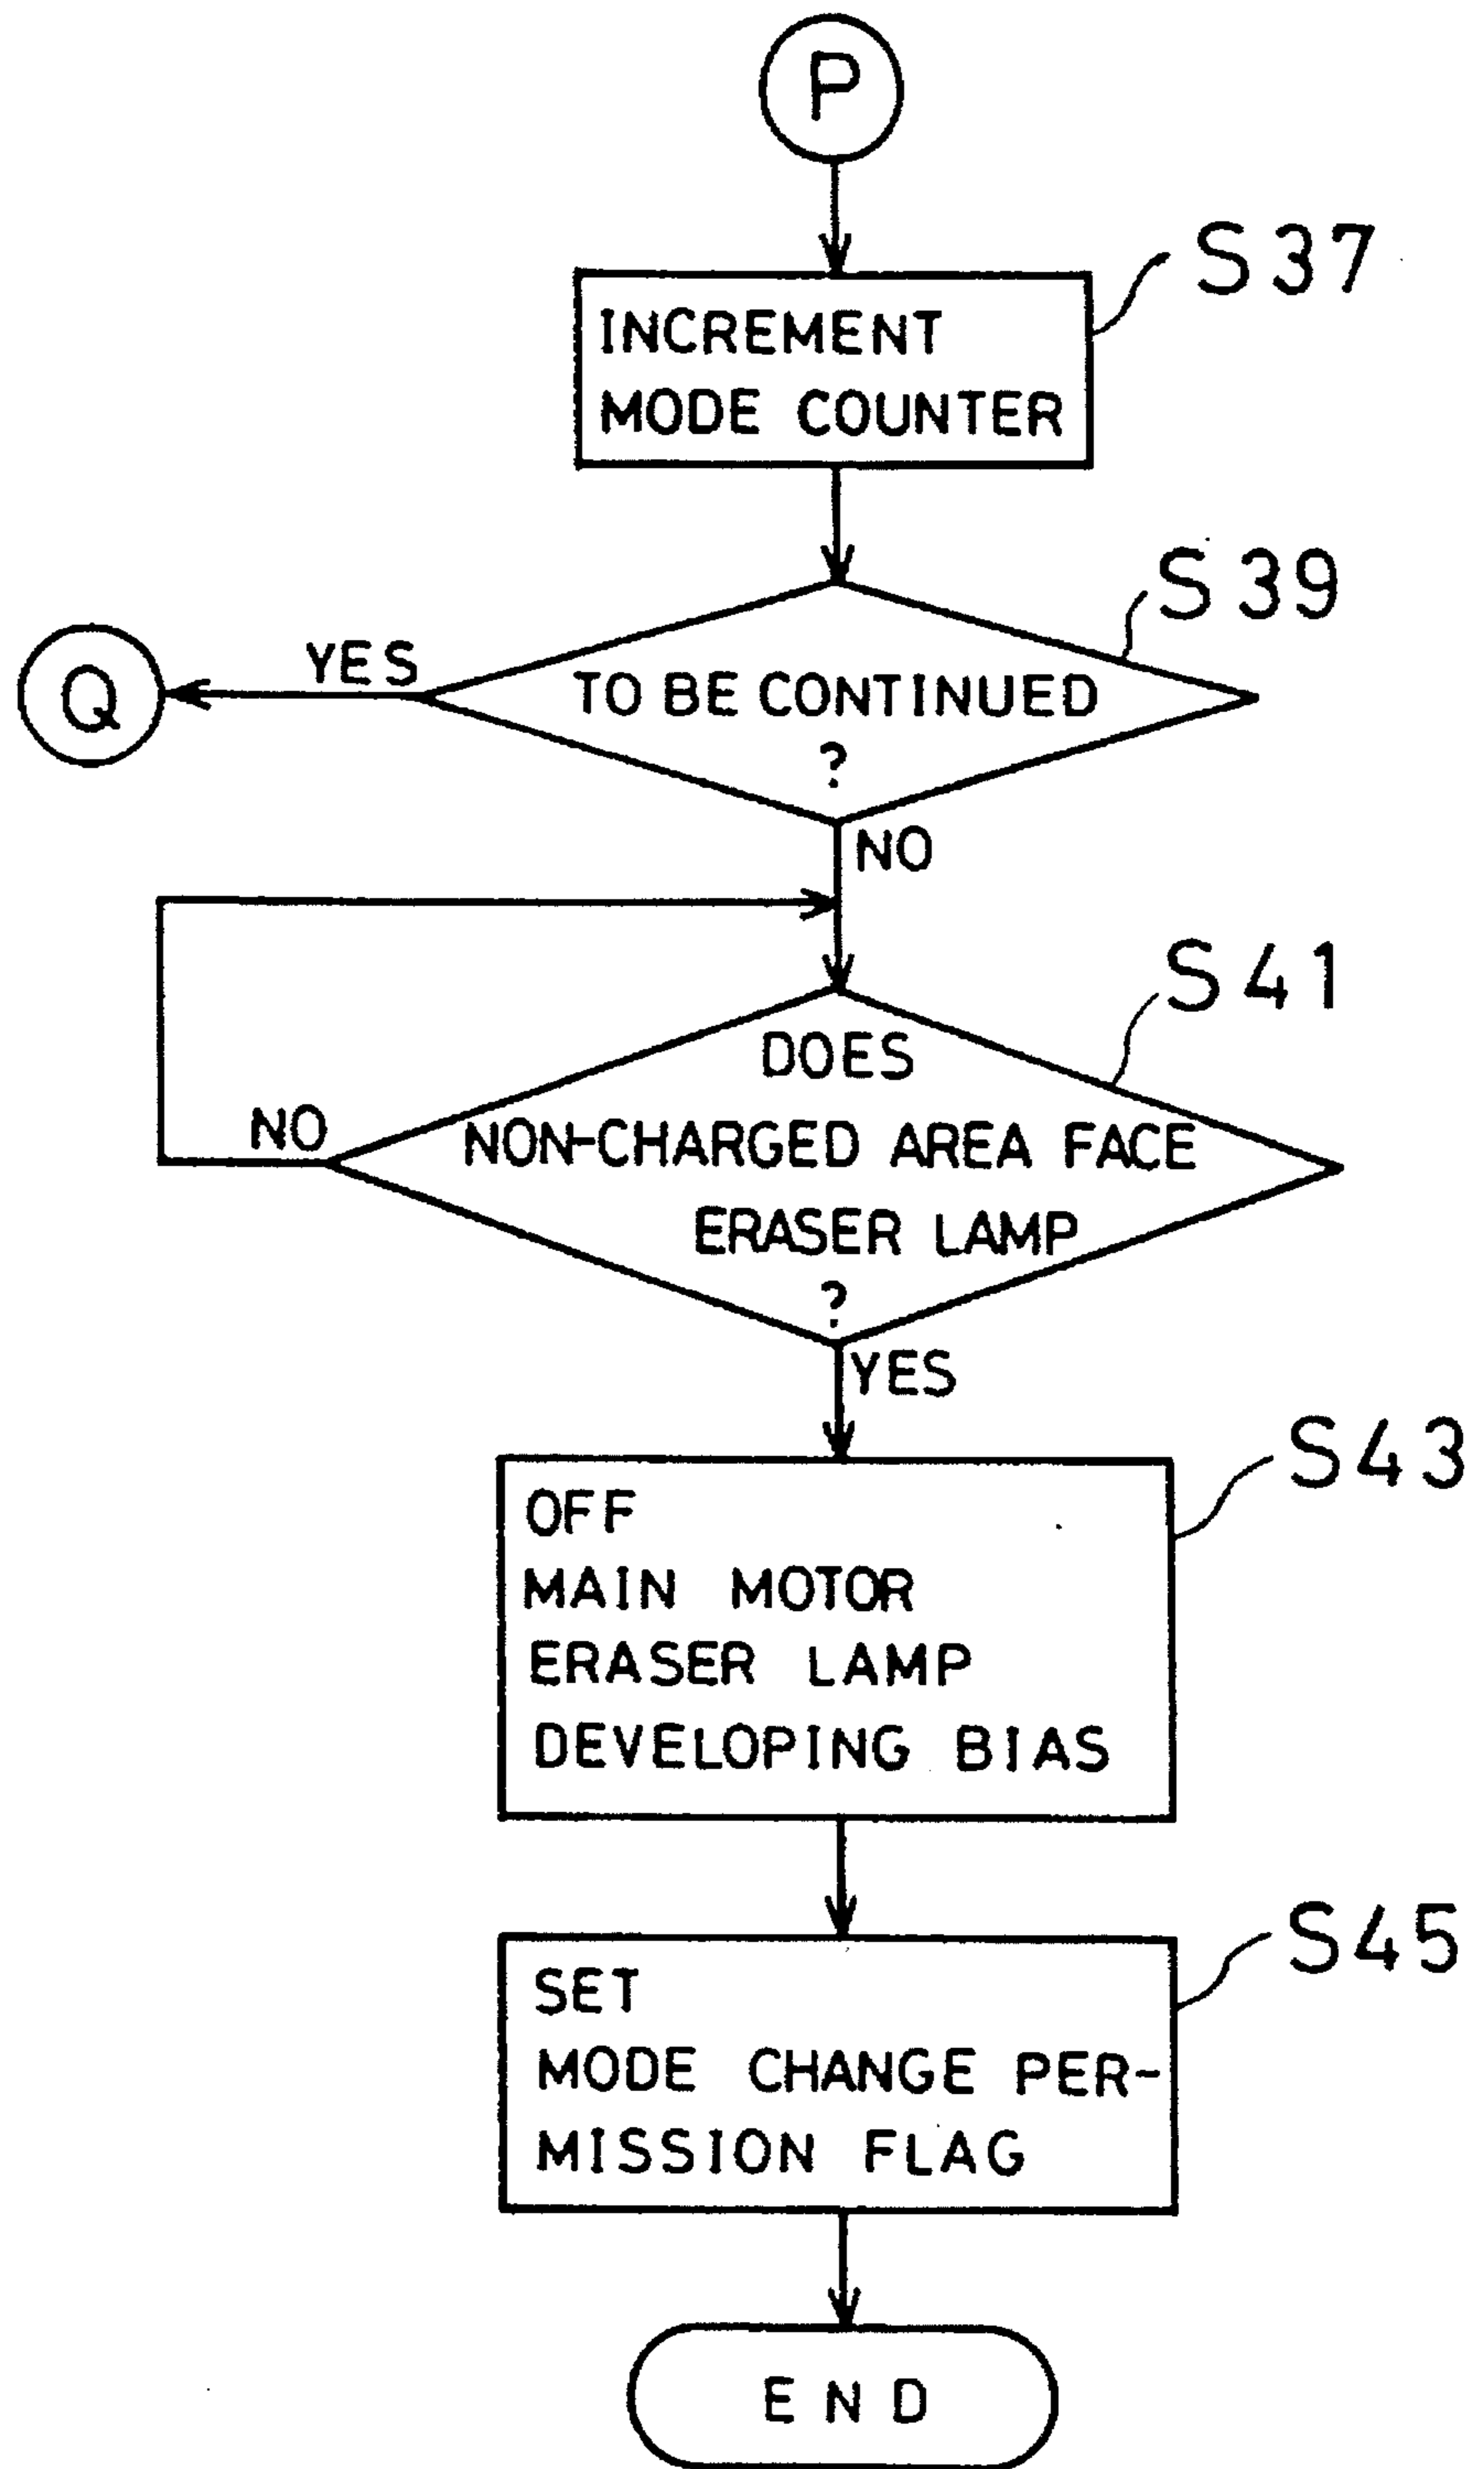 P
S37
INCREMENT
MODE COUNTER
S39
Q
YES
TO BE CONTINUED
?
NO
S41
DOES
NO
NON-CHARGED AREA FACE
ERASER LAMP
?
YES
S43
OFF
MAIN MOTOR
ERASER LAMP
DEVELOPING BIAS
S45
SET
MODE CHANGE PER-
MISSION FLAG
END